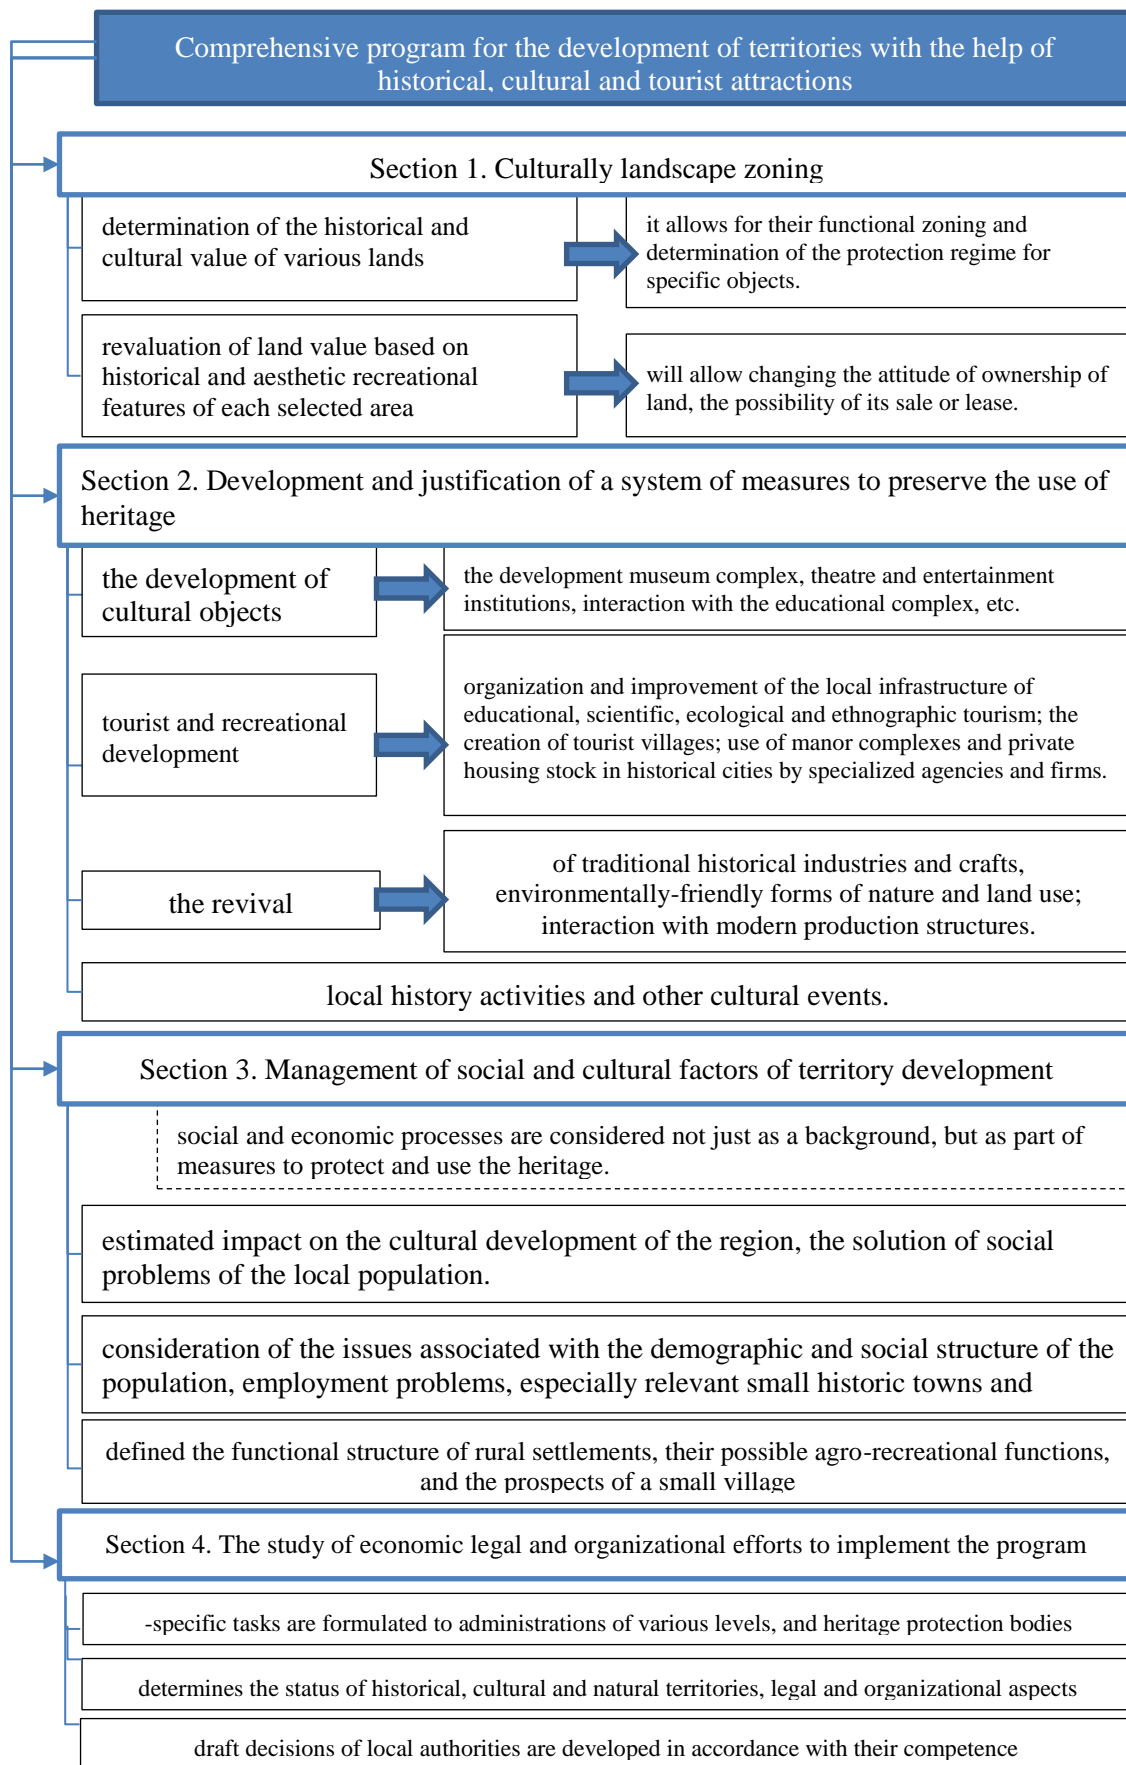 Comprehensive program for the development of territories with the help of
historical, cultural and tourist attractions
Section 1. Culturally landscape zoning
determination of the historical and
cultural value of various lands
it allows for their functional zoning and
determination of the protection regime for
specific objects.
revaluation of land value based on
historical and aesthetic recreational
features of each selected area
will allow changing the attitude of ownership of
land, the possibility of its sale or lease.
Section 2. Development and justification of a system of measures to preserve the use of
heritage
the development of
cultural objects
the development museum complex, theatre and entertainment
institutions, interaction with the educational complex, etc.
tourist and recreational
development
organization and improvement of the local infrastructure of
educational, scientific, ecological and ethnographic tourism; the
creation of tourist villages; use of manor complexes and private
housing stock in historical cities by specialized agencies and firms.
the revival
of traditional historical industries and crafts,
environmentally-friendly forms of nature and land use;
interaction with modern production structures.
local history activities and other cultural events.
Section 3. Management of social and cultural factors of territory development
social and economic processes are considered not just as a background, but as part of
measures to protect and use the heritage.
estimated impact on the cultural development of the region, the solution of social
problems of the local population.
consideration of the issues associated with the demographic and social structure of the
population, employment problems, especially relevant small historic towns and
defined the functional structure of rural settlements, their possible agro-recreational functions,
and the prospects of a small village
Section 4. The study of economic legal and organizational efforts to implement the program
-specific tasks are formulated to administrations of various levels, and heritage protection bodies
determines the status of historical, cultural and natural territories, legal and organizational aspects
draft decisions of local authorities are developed in accordance with their competence